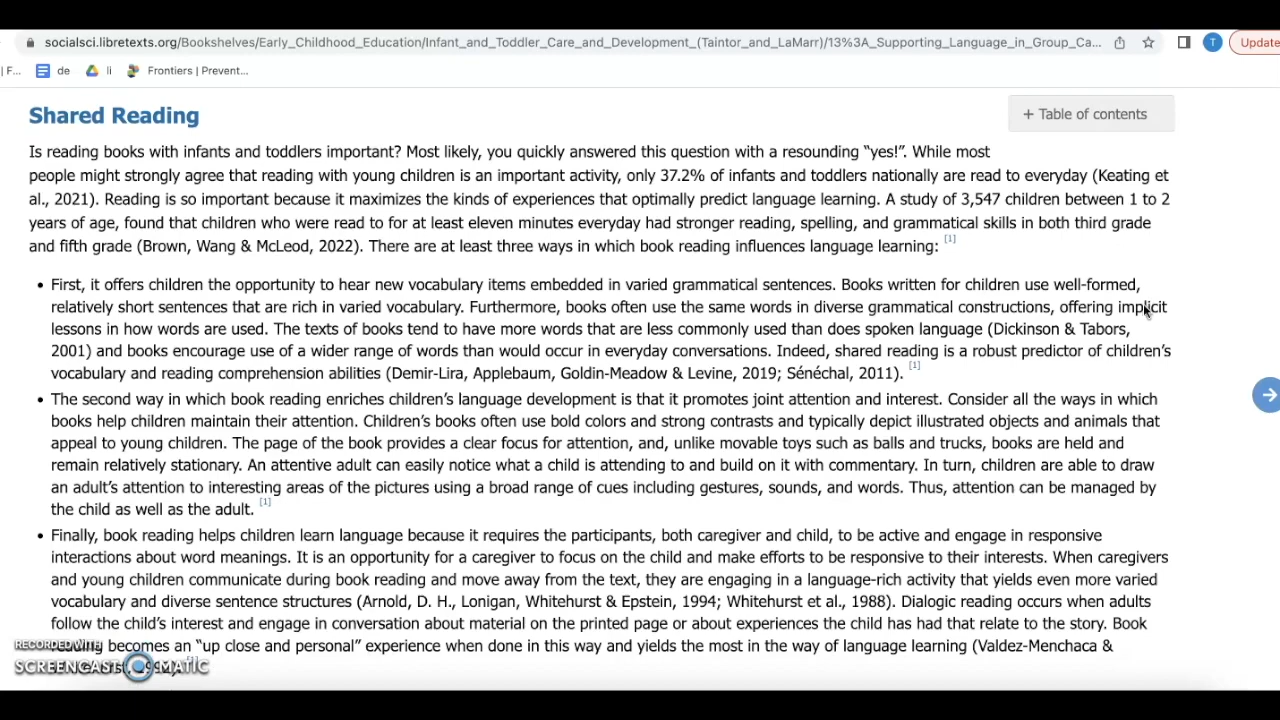 socialsci.libretexts.org/Bookshelves/Early_Childhood_Education/Infant_and_Toddler_Care_and_Development_(Taintor_and_LaMarr)/13%3A_Supporting_Language_in_Group_Ca...
T
Update
| F...
de
li
Frontiers | Prevent...
Shared Reading
+ Table of contents
Is reading books with infants and toddlers important? Most likely, you quickly answered this question with a resounding “yes!”. While most
people might strongly agree that reading with young children is an important activity, only 37.2% of infants and toddlers nationally are read to everyday (Keating et
al., 2021). Reading is so important because it maximizes the kinds of experiences that optimally predict language learning. A study of 3,547 children between 1 to 2
years of age, found that children who were read to for at least eleven minutes everyday had stronger reading, spelling, and grammatical skills in both third grade
and fifth grade (Brown, Wang & McLeod, 2022). There are at least three ways in which book reading influences language learning: [1]
• First, it offers children the opportunity to hear new vocabulary items embedded in varied grammatical sentences. Books written for children use well-formed,
relatively short sentences that are rich in varied vocabulary. Furthermore, books often use the same words in diverse grammatical constructions, offering implicit
lessons in how words are used. The texts of books tend to have more words that are less commonly used than does spoken language (Dickinson & Tabors,
2001) and books encourage use of a wider range of words than would occur in everyday conversations. Indeed, shared reading is a robust predictor of children’s
vocabulary and reading comprehension abilities (Demir-Lira, Applebaum, Goldin-Meadow & Levine, 2019; Sénéchal, 2011). [1]
• The second way in which book reading enriches children’s language development is that it promotes joint attention and interest. Consider all the ways in which
books help children maintain their attention. Children’s books often use bold colors and strong contrasts and typically depict illustrated objects and animals that
appeal to young children. The page of the book provides a clear focus for attention, and, unlike movable toys such as balls and trucks, books are held and
remain relatively stationary. An attentive adult can easily notice what a child is attending to and build on it with commentary. In turn, children are able to draw
an adult’s attention to interesting areas of the pictures using a broad range of cues including gestures, sounds, and words. Thus, attention can be managed by
the child as well as the adult. [1]
• Finally, book reading helps children learn language because it requires the participants, both caregiver and child, to be active and engage in responsive
interactions about word meanings. It is an opportunity for a caregiver to focus on the child and make efforts to be responsive to their interests. When caregivers
and young children communicate during book reading and move away from the text, they are engaging in a language-rich activity that yields even more varied
vocabulary and diverse sentence structures (Arnold, D. H., Lonigan, Whitehurst & Epstein, 1994; Whitehurst et al., 1988). Dialogic reading occurs when adults
follow the child’s interest and engage in conversation about material on the printed page or about experiences the child has had that relate to the story. Book
reading becomes an “up close and personal” experience when done in this way and yields the most in the way of language learning (Valdez-Menchaca &
RECORDED WITH
SCREENCAST-O-MATIC